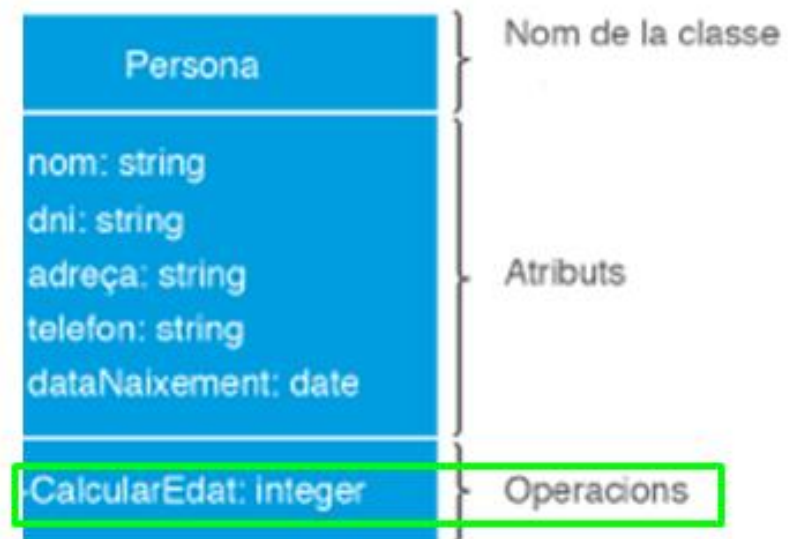 Persona
Nom de la classe
nom: string
dni: string
adreça: string
telefon: string
dataNaixement: date
Atributs
-CalcularEdat: integer
Operacions